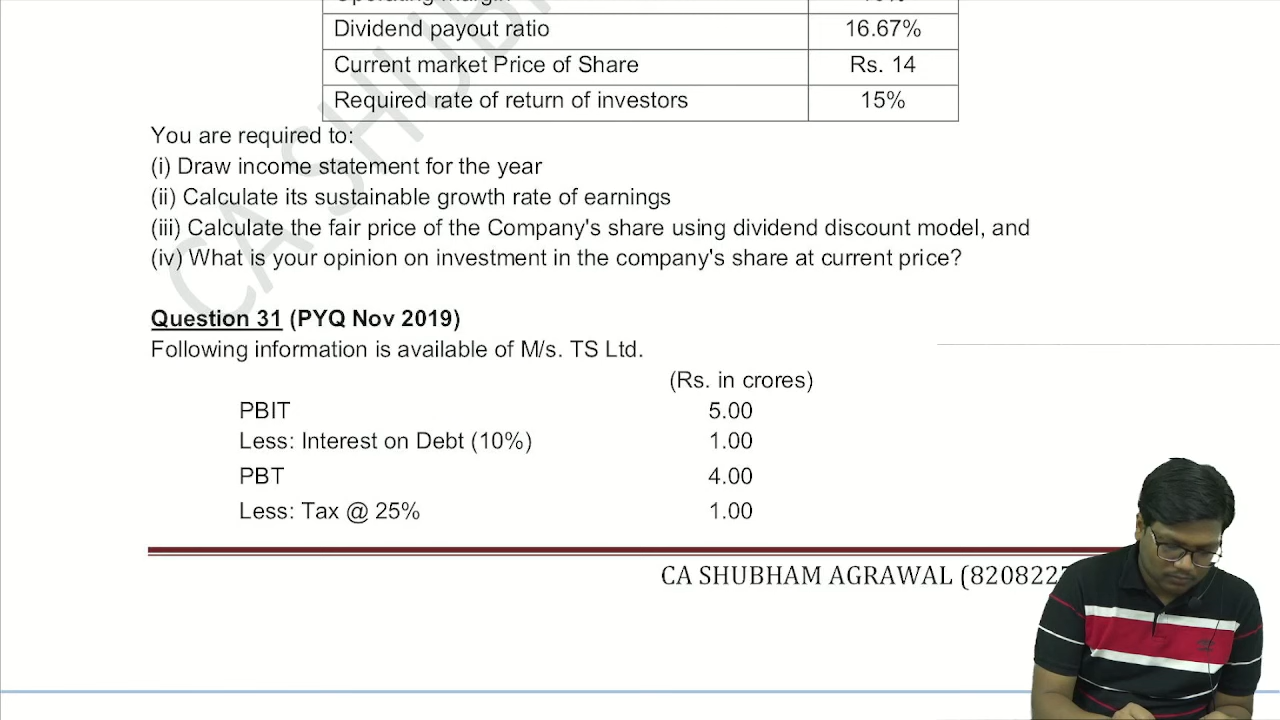 Dividend payout ratio 16.67%
Current market Price of Share Rs. 14
Required rate of return of investors 15%
You are required to:
(i) Draw income statement for the year
(ii) Calculate its sustainable growth rate of earnings
(iii) Calculate the fair price of the Company's share using dividend discount model, and
(iv) What is your opinion on investment in the company's share at current price?
Question 31 (PYQ Nov 2019)
Following information is available of M/s. TS Ltd.
(Rs. in crores)
PBIT 5.00
Less: Interest on Debt (10%) 1.00
PBT 4.00
Less: Tax @ 25% 1.00
CA SHUBHAM AGRAWAL (820822
CA SHUB